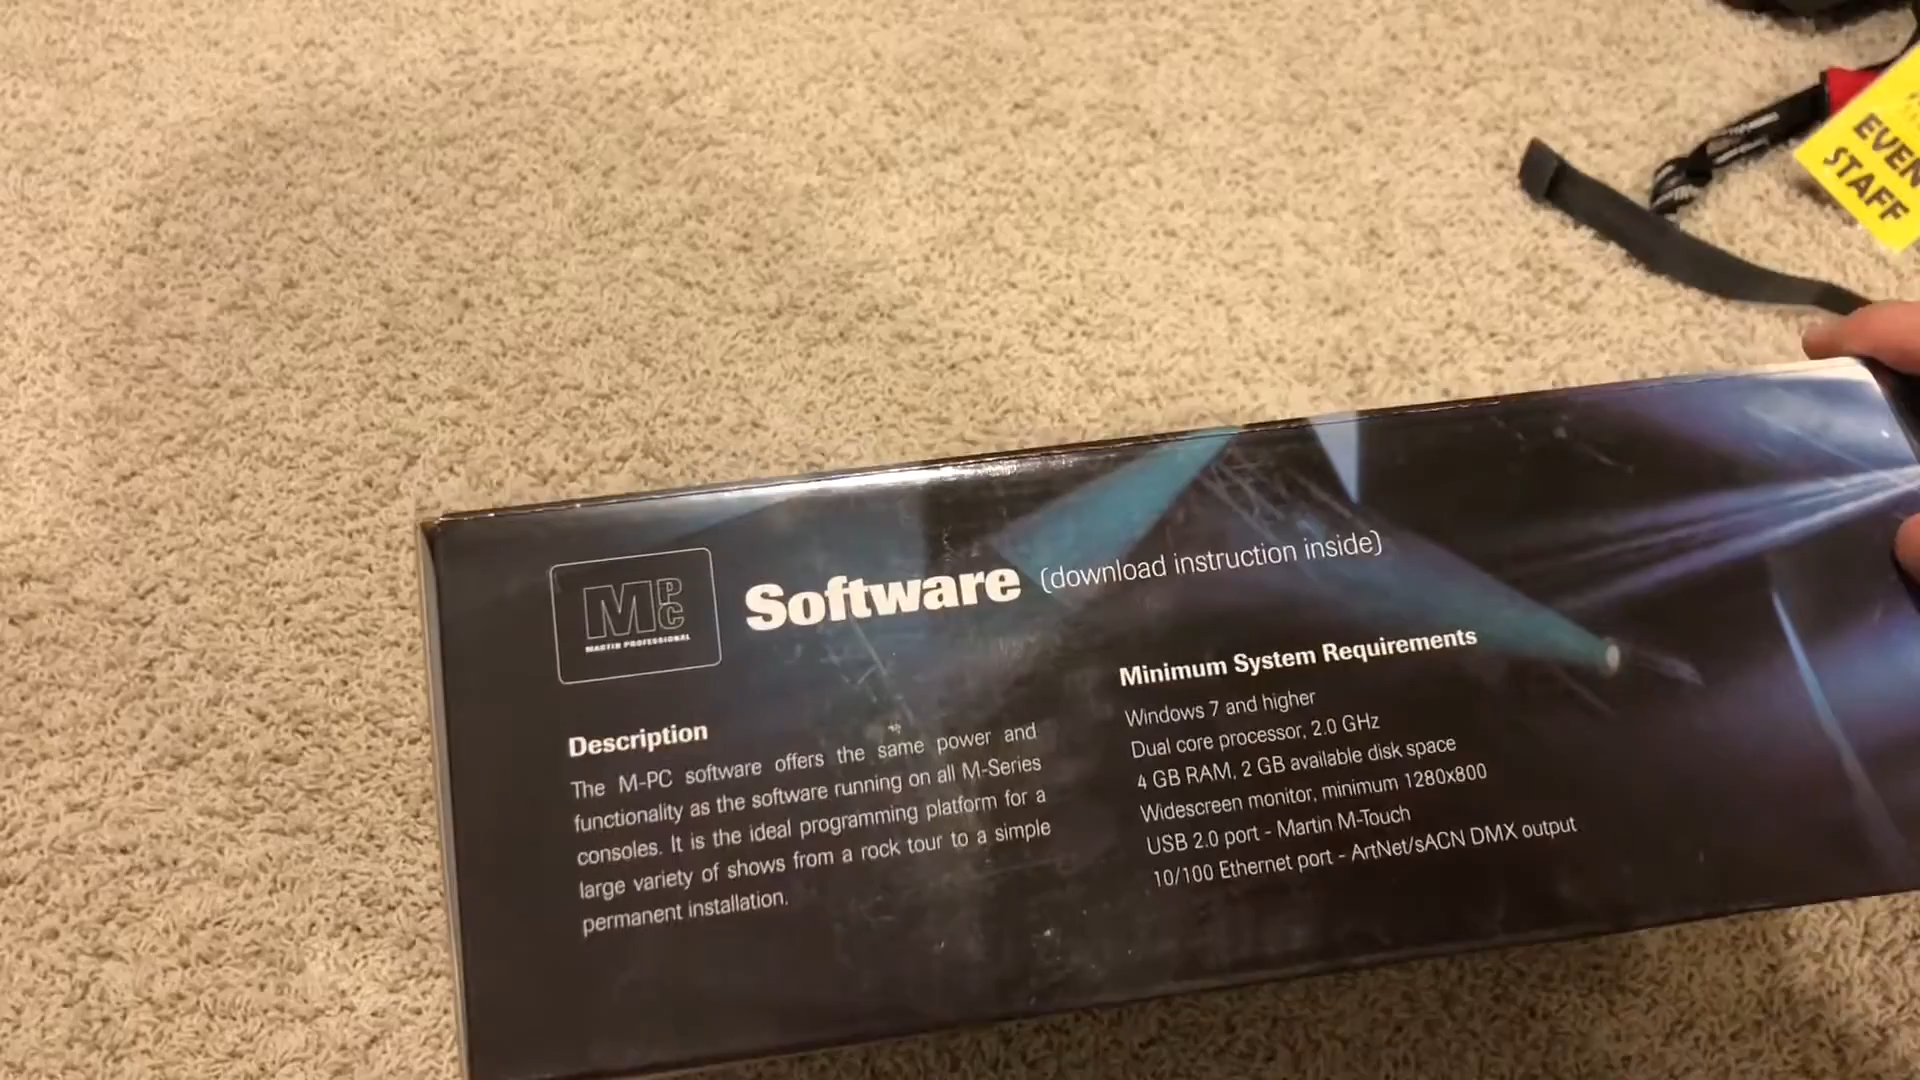 EVEN
STAFF
MPC
MARTIN PROFESSIONAL
Software (download instruction inside)
Description
The M-PC software offers the same power and
functionality as the software running on all M-Series
consoles. It is the ideal programming platform for a
large variety of shows from a rock tour to a simple
permanent installation.
Minimum System Requirements
Windows 7 and higher
Dual core processor, 2.0 GHz
4 GB RAM, 2 GB available disk space
Widescreen monitor, minimum 1280x800
USB 2.0 port - Martin M-Touch
10/100 Ethernet port - ArtNet/sACN DMX output